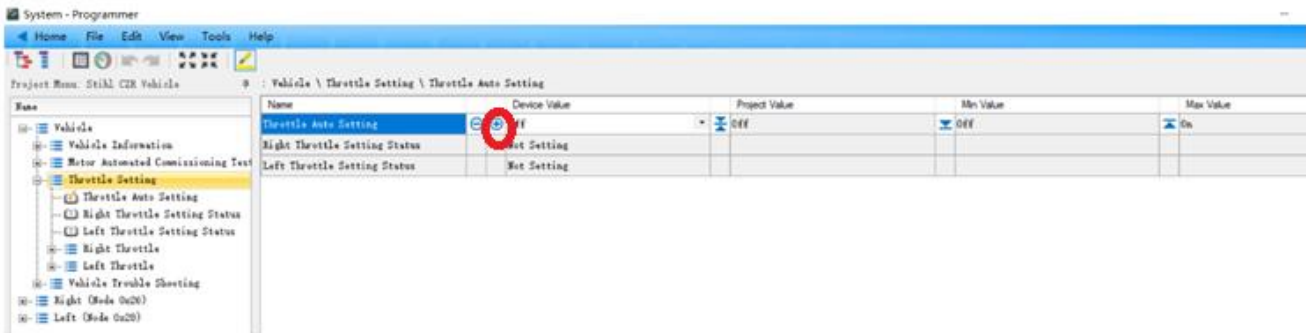 System - Programmer
Home File Edit View Tools Help
Project Menu: Stihl CZR Vehicle
: Vehicle \ Throttle Setting \ Throttle Auto Setting
Name
Name Device Value Project Value Min Value Max Value
Throttle Auto Setting Off Off On
Right Throttle Setting Status Not Setting
Left Throttle Setting Status Not Setting
Vehicle
Vehicle Information
Motor Automated Commissioning Test
Throttle Setting
Throttle Auto Setting
Right Throttle Setting Status
Left Throttle Setting Status
Right Throttle
Left Throttle
Vehicle Trouble Shooting
Right (Node 0x26)
Left (Node 0x28)